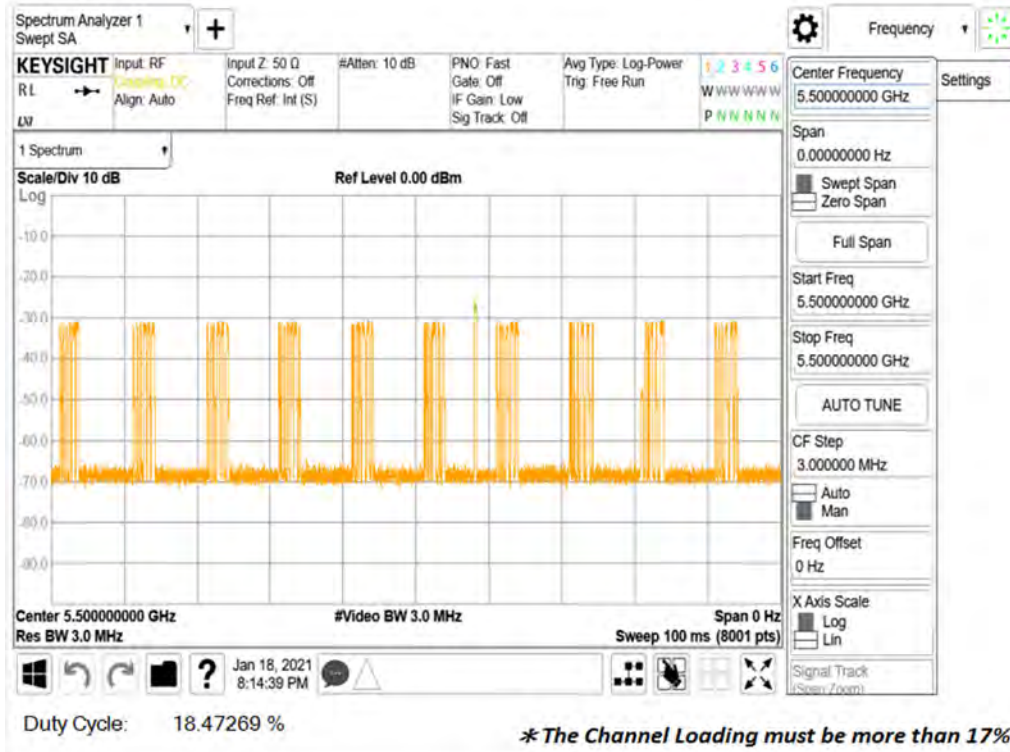 Spectrum Analyzer 1
Swept SA
+
Frequency
KEYSIGHT
RL
LXI
Input: RF
Coupling: DC
Align: Auto
Input Z: 50 Ω
Corrections: Off
Freq Ref: Int (S)
#Atten: 10 dB
PNO: Fast
Gate: Off
IF Gain: Low
Sig Track: Off
Avg Type: Log-Power
Trig: Free Run
1 2 3 4 5 6
W W W W W W
P N N N N N
Center Frequency
5.500000000 GHz
Settings
Span
0.00000000 Hz
Swept Span
Zero Span
Full Span
Start Freq
5.500000000 GHz
Stop Freq
5.500000000 GHz
AUTO TUNE
CF Step
3.000000 MHz
Auto
Man
Freq Offset
0 Hz
X Axis Scale
Log
Lin
Signal Track
(Span Zoom)
1 Spectrum
Scale/Div 10 dB
Ref Level 0.00 dBm
Log
-10.0
-20.0
-30.0
-40.0
-50.0
-60.0
-70.0
-80.0
-90.0
Center 5.500000000 GHz
#Video BW 3.0 MHz
Span 0 Hz
Res BW 3.0 MHz
Sweep 100 ms (8001 pts)
?
Jan 18, 2021
8:14:39 PM
Duty Cycle: 18.47269 %
* The Channel Loading must be more than 17%